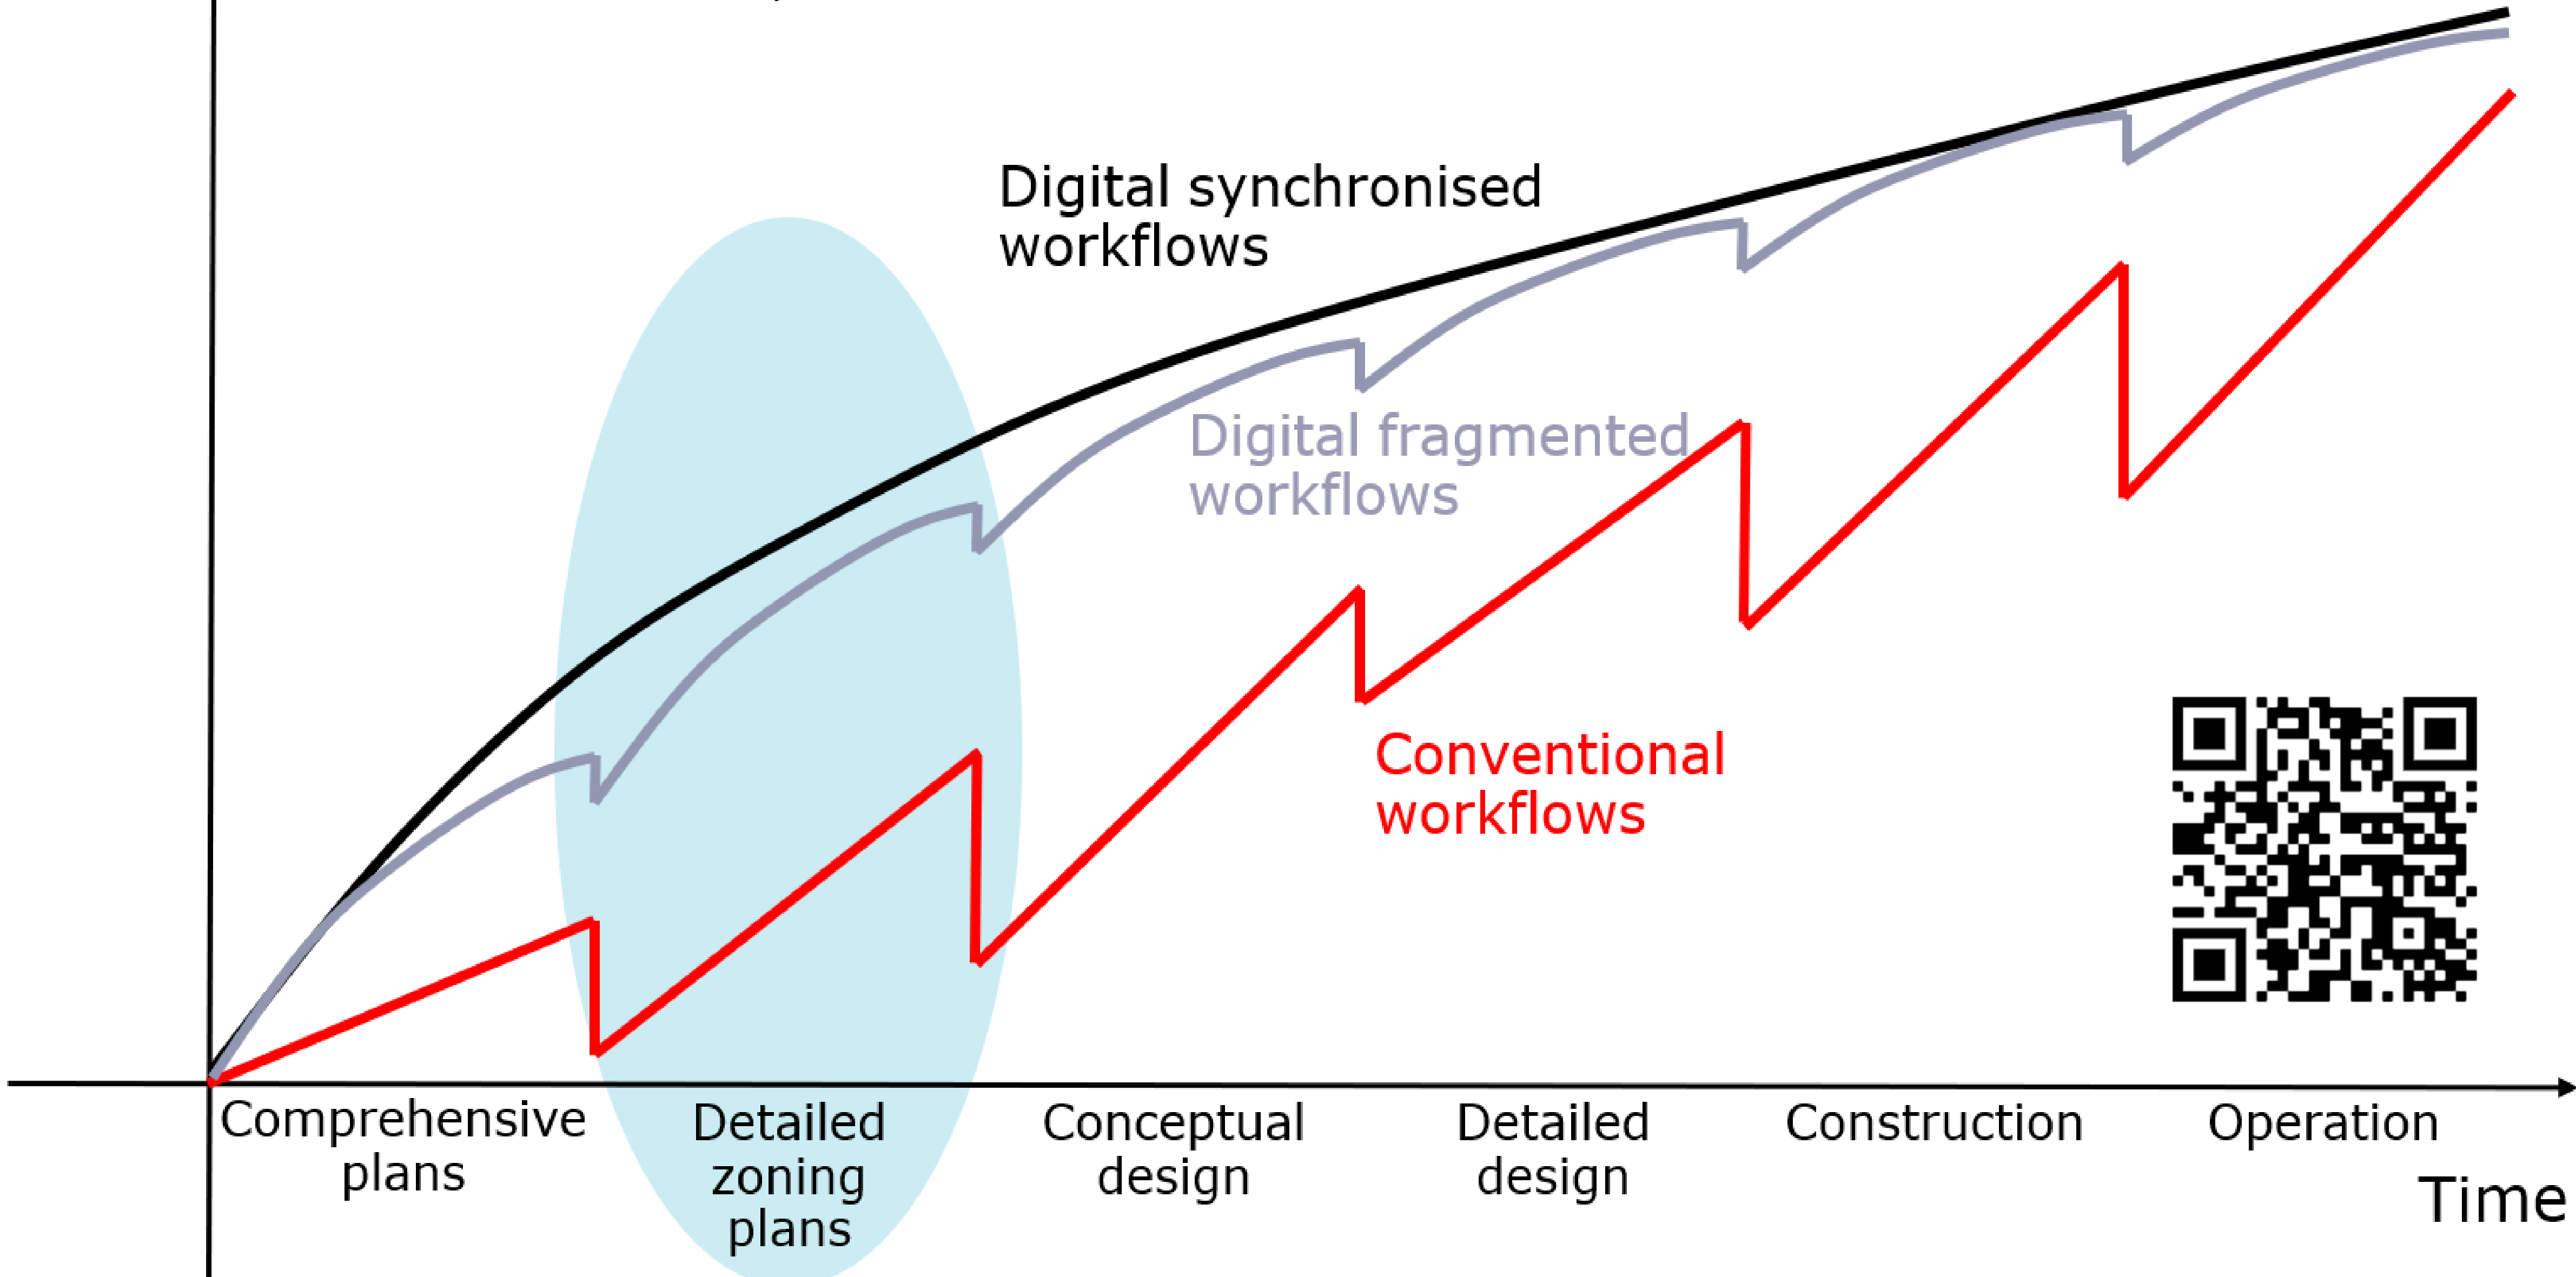 Digital synchronised
workflows
Digital fragmented
workflows
Conventional
workflows
Comprehensive
plans
Detailed
zoning
plans
Conceptual
design
Detailed
design
Construction
Operation
Time